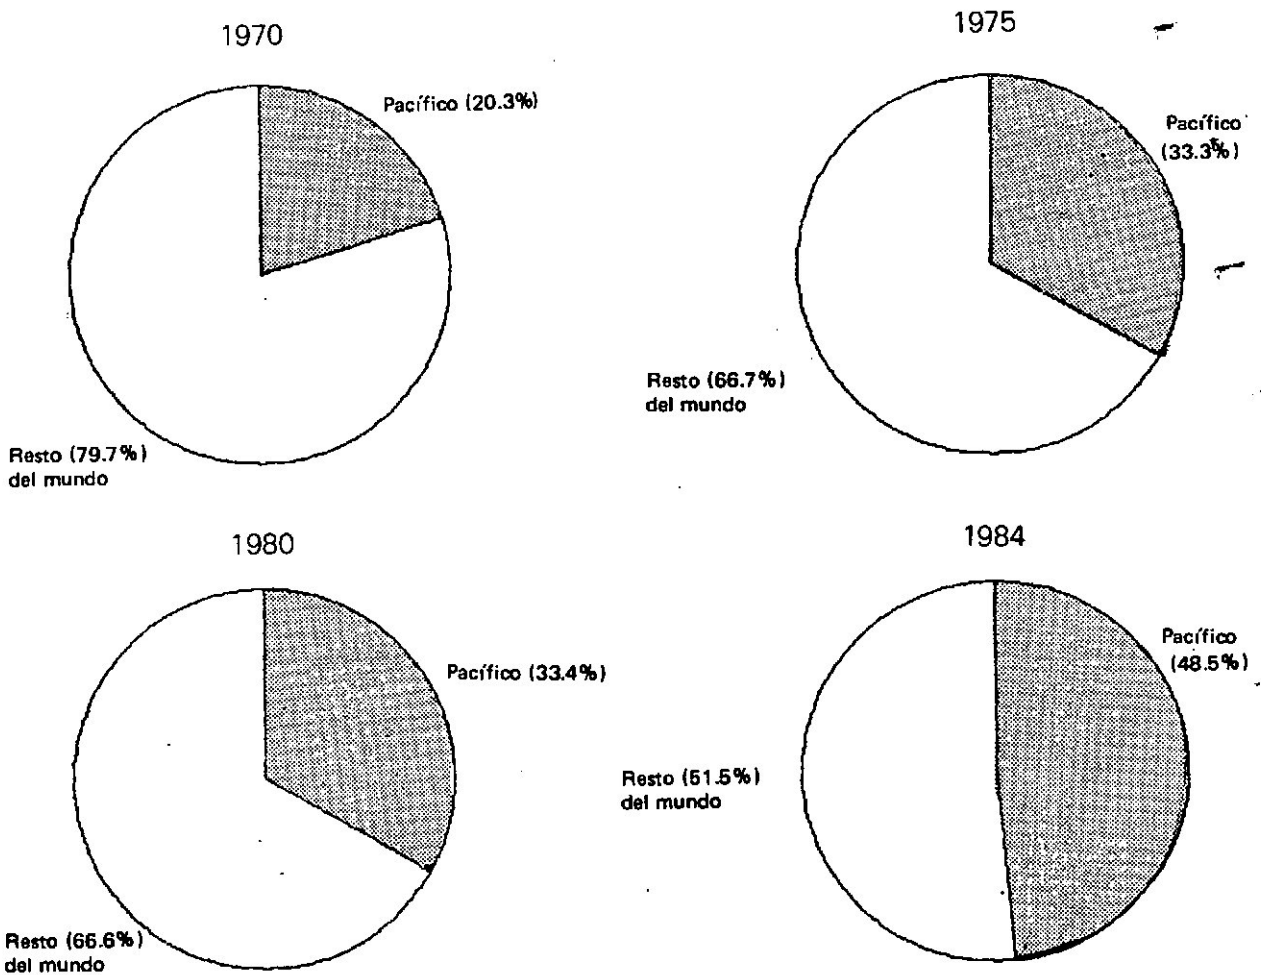 1970
Pacífico (20.3%)
Resto (79.7%)
del mundo
1975
Pacífico
(33.3%)
Resto (66.7%)
del mundo
1980
Pacífico (33.4%)
Resto (66.6%)
del mundo
1984
Pacífico
(48.5%)
Resto (51.5%)
del mundo